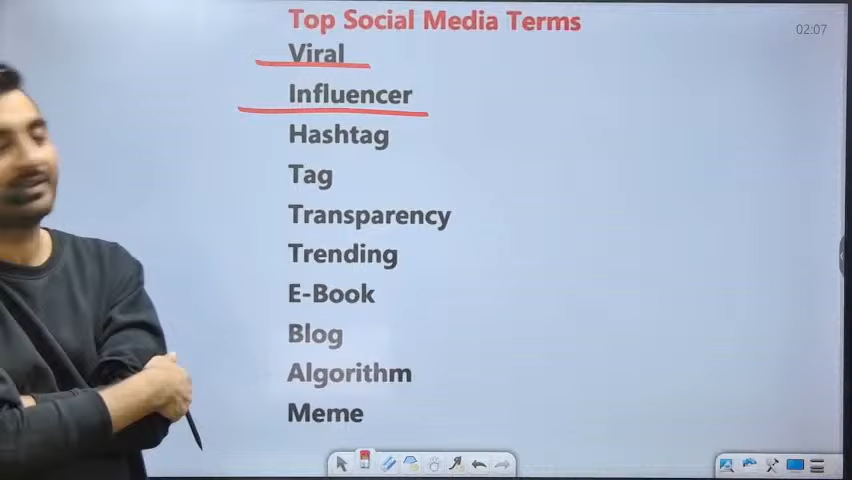 Top Social Media Terms
02:07
Viral
Influencer
Hashtag
Tag
Transparency
Trending
E-Book
Blog
Algorithm
Meme